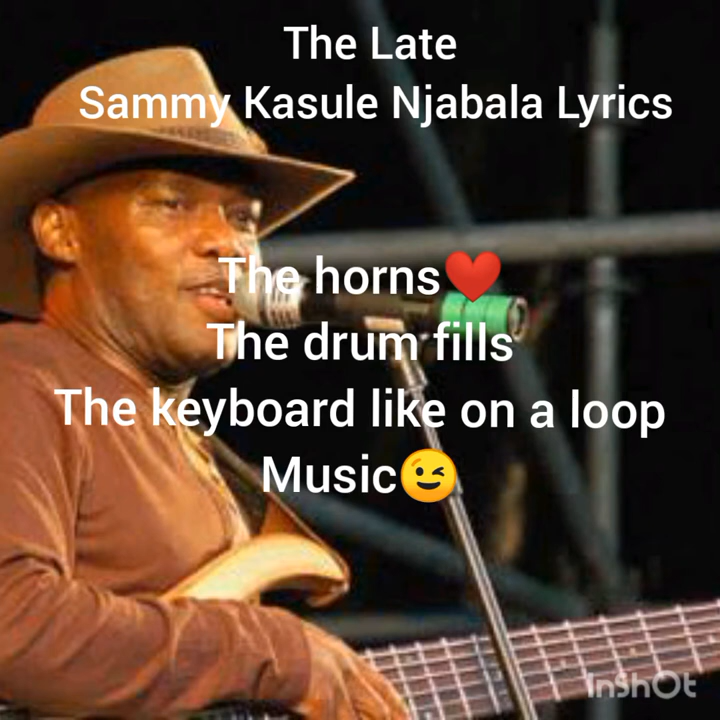 The Late
Sammy Kasule Njabala Lyrics
The horns❤️
The drum fills
The keyboard like on a loop
Music😉
InShOt